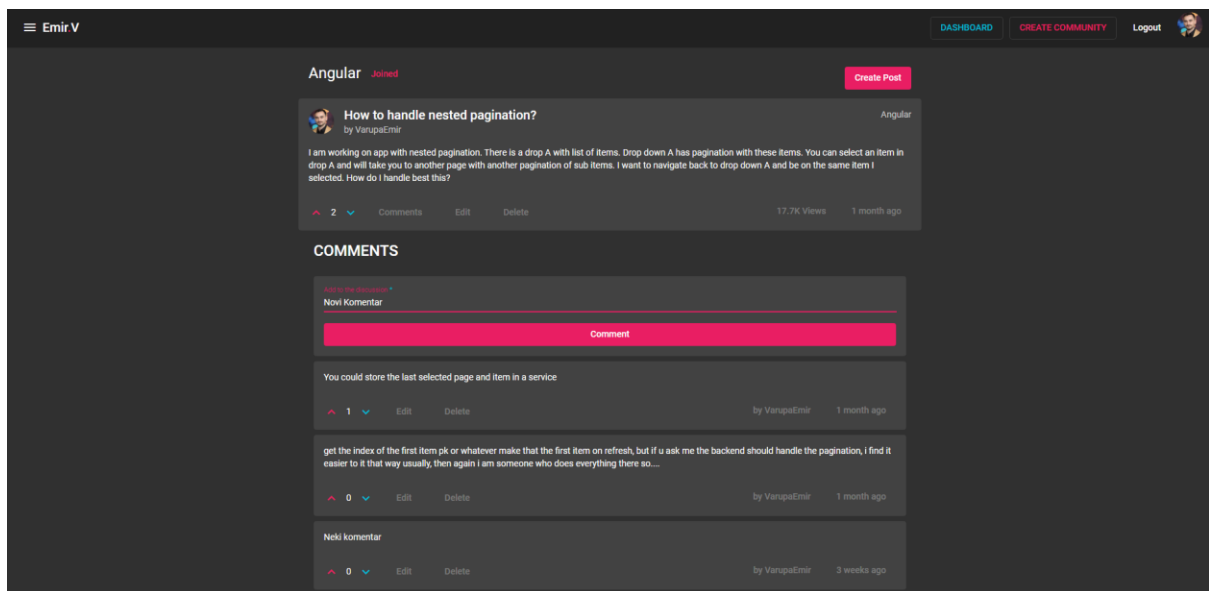 Emir.V
DASHBOARD
CREATE COMMUNITY
Logout
Angular Joined
Create Post
How to handle nested pagination?
Angular
by VarupaEmir
I am working on app with nested pagination. There is a drop A with list of items. Drop down A has pagination with these items. You can select an item in
drop A and will take you to another page with another pagination of sub items. I want to navigate back to drop down A and be on the same item I
selected. How do I handle best this?
2 Comments Edit Delete 17.7K Views 1 month ago
COMMENTS
Add to the discussion *
Novi Komentar
Comment
You could store the last selected page and item in a service
1 Edit Delete by VarupaEmir 1 month ago
get the index of the first item pk or whatever make that the first item on refresh, but if u ask me the backend should handle the pagination, i find it
easier to it that way usually, then again i am someone who does everything there so....
0 Edit Delete by VarupaEmir 1 month ago
Neki komentar
0 Edit Delete by VarupaEmir 3 weeks ago